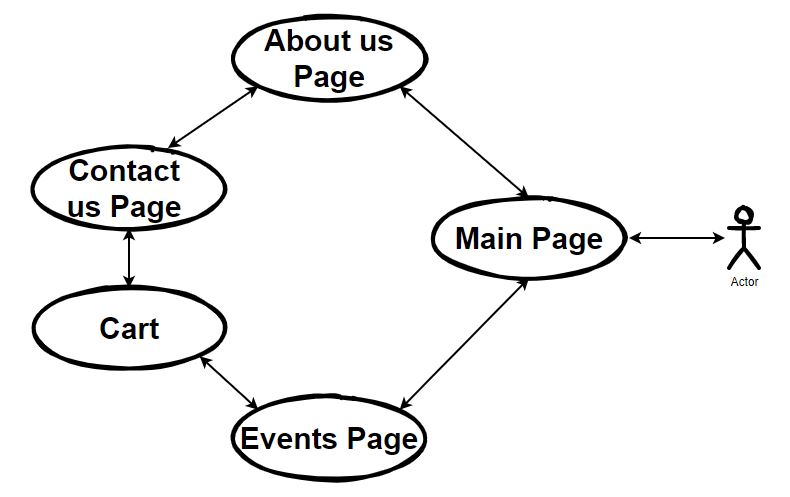 About us
Page
Contact
us Page
Main Page
Actor
Cart
Events Page